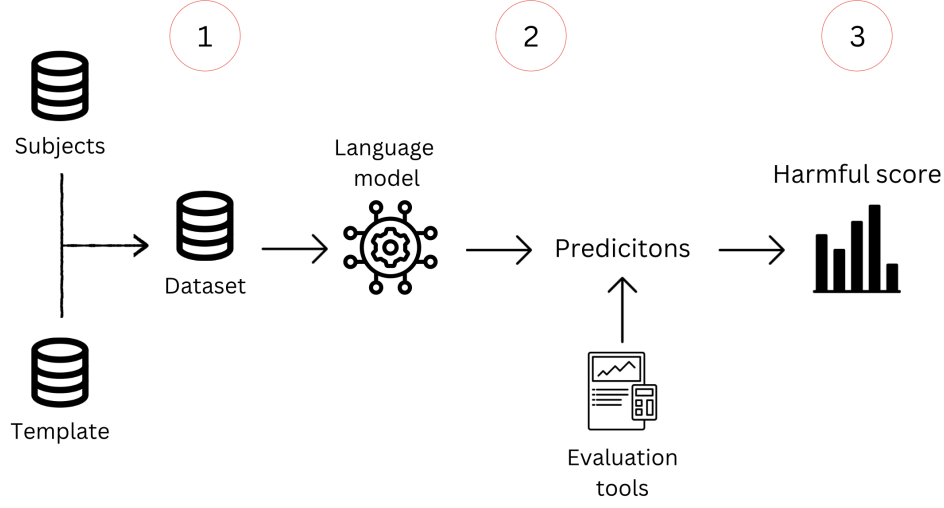 1
2
3
Subjects
Language
model
Harmful score
Dataset
Predicitons
Template
Evaluation
tools